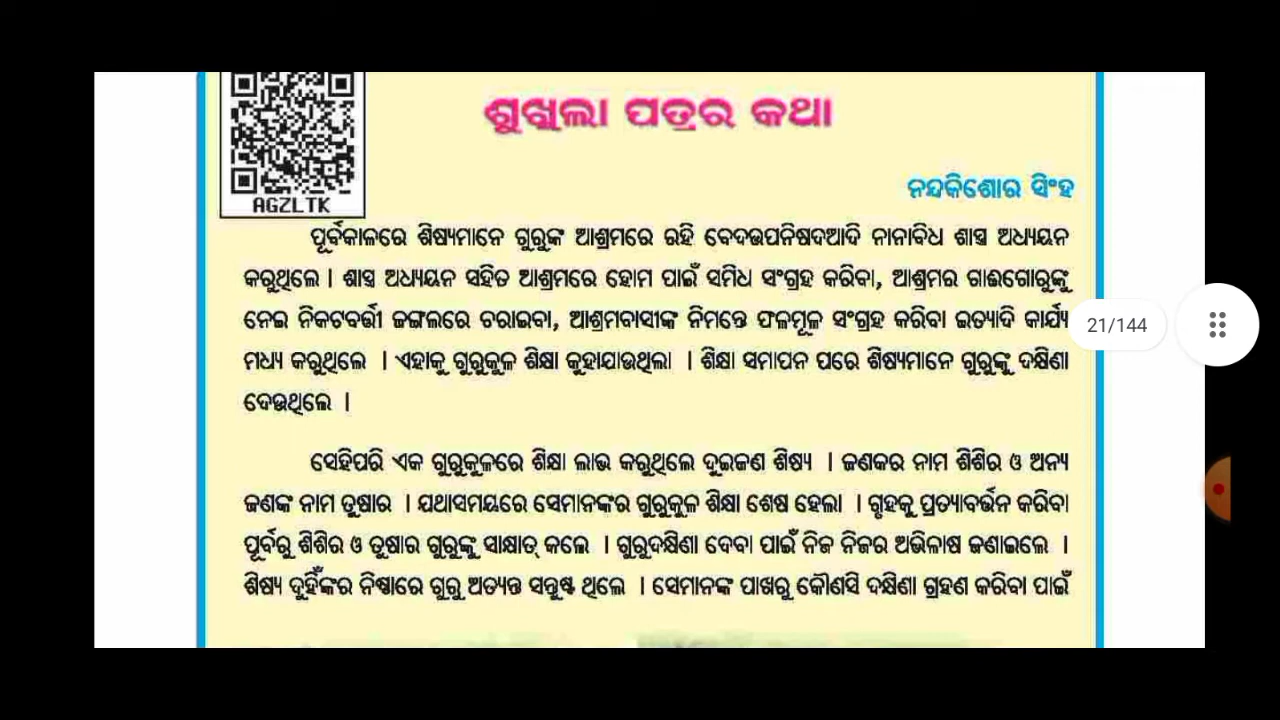 ଶୁଖିଲା ପତ୍ରର କଥା
AGZLTK
ନନ୍ଦକିଶୋର ସିଂହ
ପୂର୍ବକାଳରେ ଶିଷ୍ୟମାନେ ଗୁରୁଙ୍କ ଆଶ୍ରମରେ ରହି ବେଦଉପନିଷଦଆଦି ନାନାବିଧ ଶାସ୍ତ୍ର ଅଧ୍ୟୟନ
କରୁଥିଲେ । ଶାସ୍ତ୍ର ଅଧ୍ୟୟନ ସହିତ ଆଶ୍ରମରେ ହୋମ ପାଇଁ ସମିଧ ସଂଗ୍ରହ କରିବା, ଆଶ୍ରମର ଗାଈଗୋରୁଙ୍କୁ
ନେଇ ନିକଟବର୍ତ୍ତୀ ଜଙ୍ଗଲରେ ଚରାଇବା, ଆଶ୍ରମବାସୀଙ୍କ ନିମନ୍ତେ ଫଳମୂଳ ସଂଗ୍ରହ କରିବା ଇତ୍ୟାଦି କାର୍ଯ୍ୟ
21/144
ମଧ୍ୟ କରୁଥିଲେ । ଏହାକୁ ଗୁରୁକୁଳ ଶିକ୍ଷା କୁହାଯାଉଥିଲା । ଶିକ୍ଷା ସମାପନ ପରେ ଶିଷ୍ୟମାନେ ଗୁରୁଙ୍କୁ ଦକ୍ଷିଣା
ଦେଉଥିଲେ ।
ସେହିପରି ଏକ ଗୁରୁକୁଳରେ ଶିକ୍ଷା ଲାଭ କରୁଥିଲେ ଦୁଇଜଣ ଶିଷ୍ୟ । ଜଣକର ନାମ ଶିଶିର ଓ ଅନ୍ୟ
ଜଣଙ୍କ ନାମ ତୁଷାର । ଯଥାସମୟରେ ସେମାନଙ୍କର ଗୁରୁକୁଳ ଶିକ୍ଷା ଶେଷ ହେଲା । ଗୃହକୁ ପ୍ରତ୍ୟାବର୍ତ୍ତନ କରିବା
ପୂର୍ବରୁ ଶିଶିର ଓ ତୁଷାର ଗୁରୁଙ୍କୁ ସାକ୍ଷାତ୍ କଲେ । ଗୁରୁଦକ୍ଷିଣା ଦେବା ପାଇଁ ନିଜ ନିଜର ଅଭିଳାଷ ଜଣାଇଲେ ।
ଶିଷ୍ୟ ଦୁହିଁଙ୍କର ନିଷ୍ଠାରେ ଗୁରୁ ଅତ୍ୟନ୍ତ ସନ୍ତୁଷ୍ଟ ଥିଲେ । ସେମାନଙ୍କ ପାଖରୁ କୌଣସି ଦକ୍ଷିଣା ଗ୍ରହଣ କରିବା ପାଇଁ